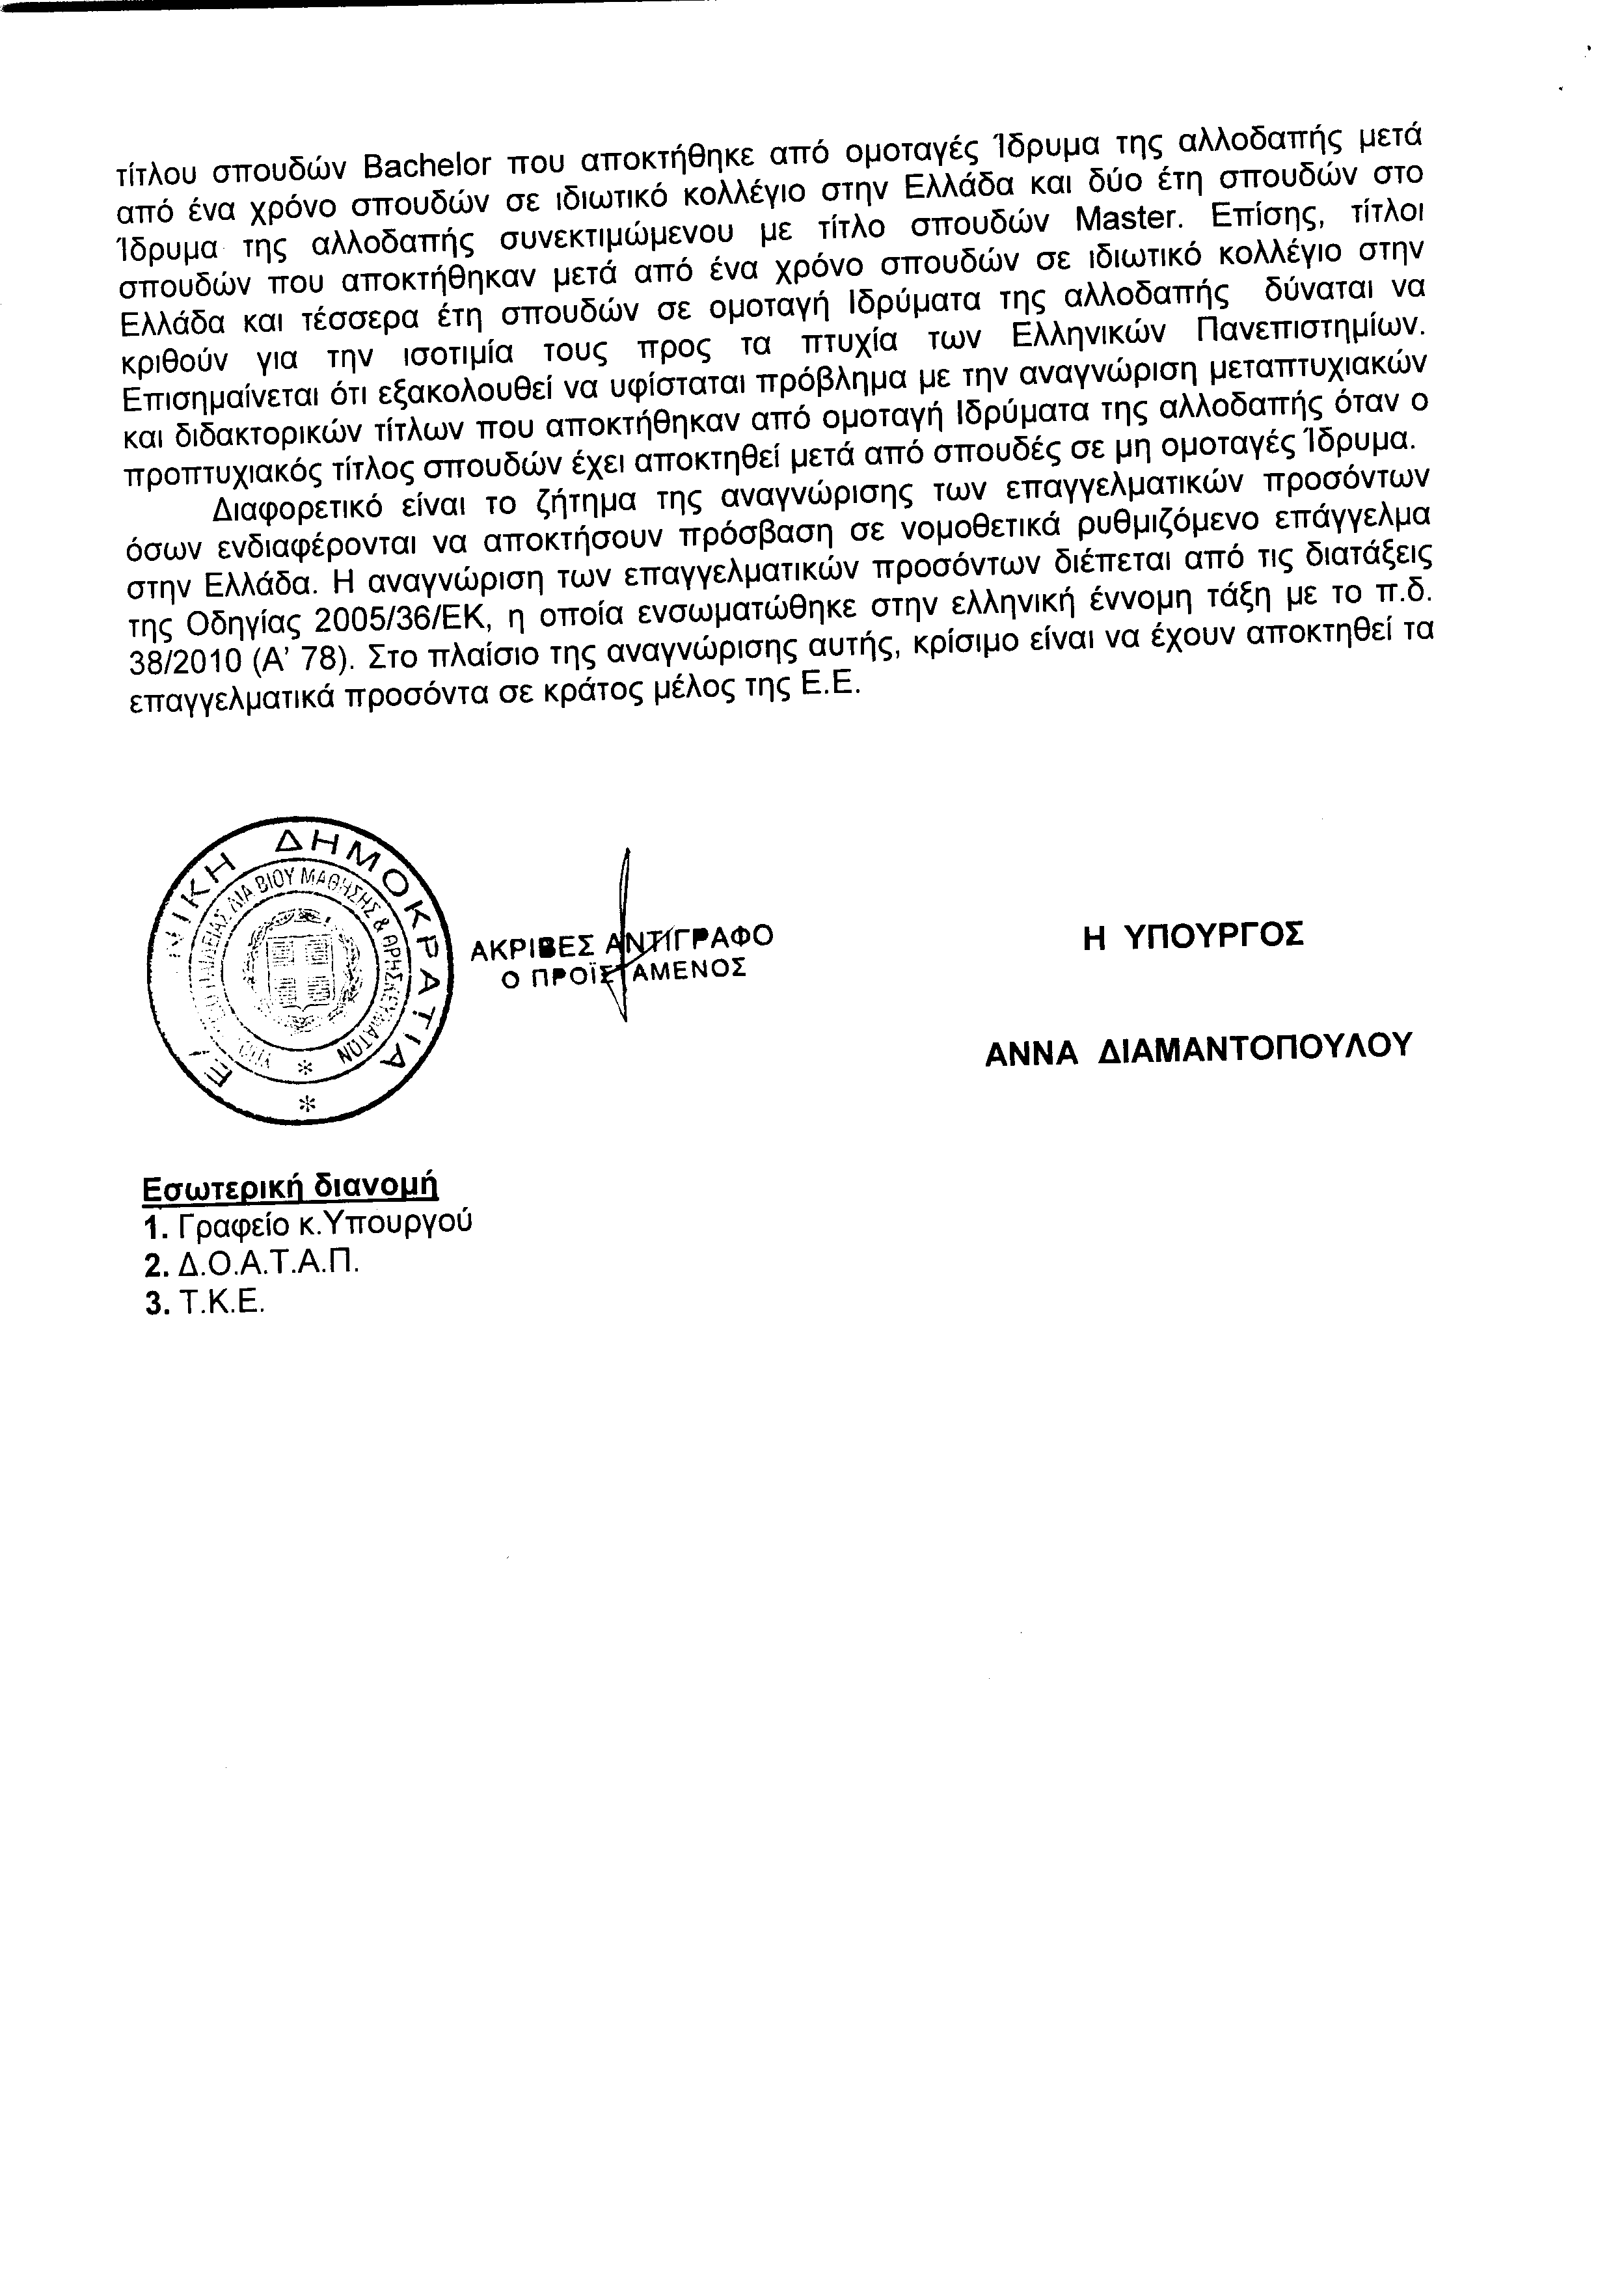 τίτλου σπουδών Bachelor που αποκτήθηκε από ομοταγές Ίδρυμα της αλλοδαπής μετά
από ένα χρόνο σπουδών σε ιδιωτικό κολλέγιο στην Ελλάδα και δύο έτη σπουδών στο
Ίδρυμα της αλλοδαπής συνεκτιμώμενου με τίτλο σπουδών Master. Επίσης, τίτλοι
σπουδών που αποκτήθηκαν μετά από ένα χρόνο σπουδών σε ιδιωτικό κολλέγιο στην
Ελλάδα και τέσσερα έτη σπουδών σε ομοταγή Ιδρύματα της αλλοδαπής δύναται να
κριθούν για την ισοτιμία τους προς τα πτυχία των Ελληνικών Πανεπιστημίων.
Επισημαίνεται ότι εξακολουθεί να υφίσταται πρόβλημα με την αναγνώριση μεταπτυχιακών
και διδακτορικών τίτλων που αποκτήθηκαν από ομοταγή Ιδρύματα της αλλοδαπής όταν ο
προπτυχιακός τίτλος σπουδών έχει αποκτηθεί μετά από σπουδές σε μη ομοταγές Ίδρυμα.
Διαφορετικό είναι το ζήτημα της αναγνώρισης των επαγγελματικών προσόντων
όσων ενδιαφέρονται να αποκτήσουν πρόσβαση σε νομοθετικά ρυθμιζόμενο επάγγελμα
στην Ελλάδα. Η αναγνώριση των επαγγελματικών προσόντων διέπεται από τις διατάξεις
της Οδηγίας 2005/36/ΕΚ, η οποία ενσωματώθηκε στην ελληνική έννομη τάξη με το π.δ.
38/2010 (Α' 78). Στο πλαίσιο της αναγνώρισης αυτής, κρίσιμο είναι να έχουν αποκτηθεί τα
επαγγελματικά προσόντα σε κράτος μέλος της Ε.Ε.
ΔΗΜΟΚΡΑΤΙΑ
ΔΙΑ ΒΙΟΥ ΜΑΘΗΣΗΣ & ΘΡΗΣΚΕΥΜΑΤΩΝ
ΑΚΡΙΒΕΣ ΑΝΤΙΓΡΑΦΟ
Ο ΠΡΟΪΣΤΑΜΕΝΟΣ
Η ΥΠΟΥΡΓΟΣ
ΑΝΝΑ ΔΙΑΜΑΝΤΟΠΟΥΛΟΥ
Εσωτερική διανομή
1. Γραφείο κ.Υπουργού
2. Δ.Ο.Α.Τ.Α.Π.
3. Τ.Κ.Ε.